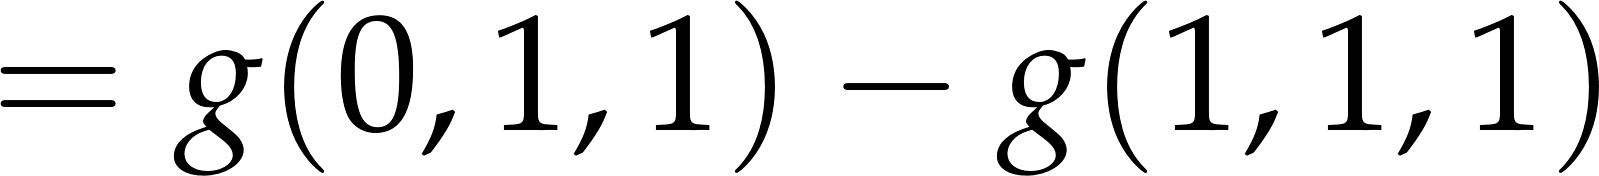 = g(0, 1, 1) − g(1, 1, 1)